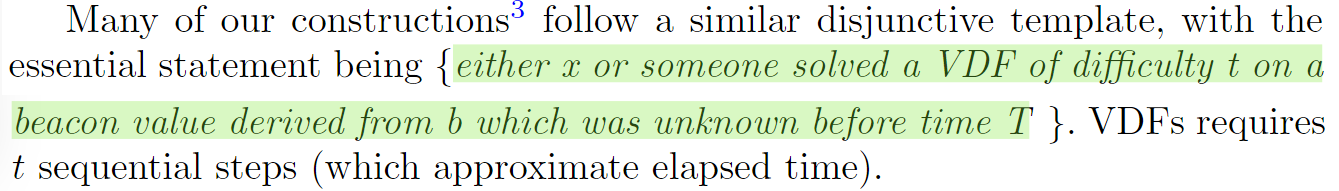 Many of our constructions3 follow a similar disjunctive template, with the
essential statement being {either x or someone solved a VDF of difficulty t on a
beacon value derived from b which was unknown before time T }. VDFs requires
t sequential steps (which approximate elapsed time).